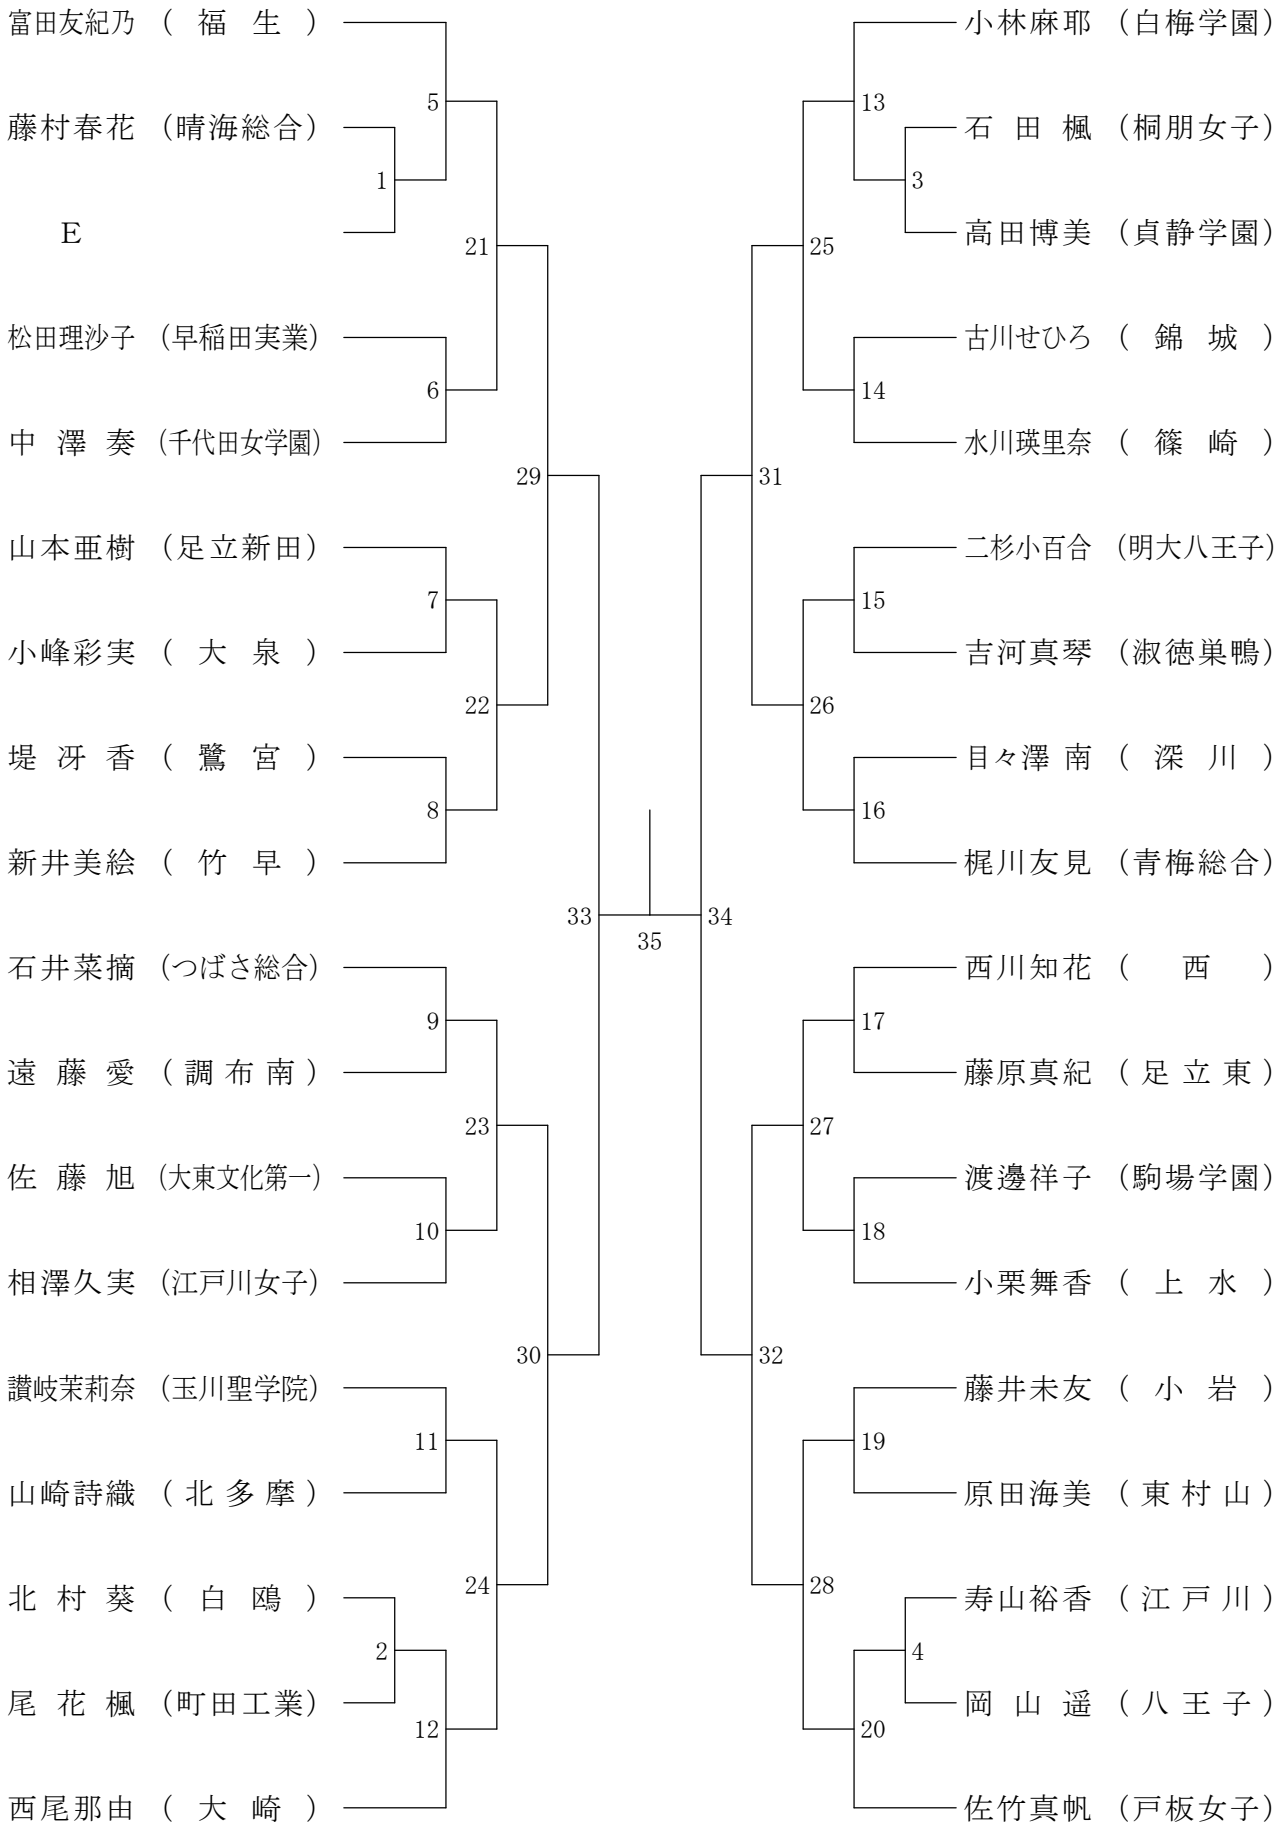 富田友紀乃 (福生)
5
藤村春花 (晴海総合)
1
E
21
松田理沙子 (早稲田実業)
6
中澤奏 (千代田女学園)
29
山本亜樹 (足立新田)
7
小峰彩実 (大泉)
22
堤冴香 (鷺宮)
8
新井美絵 (竹早)
33
石井菜摘 (つばさ総合)
9
遠藤愛 (調布南)
23
佐藤旭 (大東文化第一)
10
相澤久実 (江戸川女子)
30
讃岐茉莉奈 (玉川聖学院)
11
山崎詩織 (北多摩)
24
北村葵 (白鴎)
2
尾花楓 (町田工業)
12
西尾那由 (大崎)
35
小林麻耶 (白梅学園)
13
石田楓 (桐朋女子)
3
高田博美 (貞静学園)
25
古川せひろ (錦城)
14
水川瑛里奈 (篠崎)
31
二杉小百合 (明大八王子)
15
吉河真琴 (淑徳巣鴨)
26
目々澤南 (深川)
16
梶川友見 (青梅総合)
34
西川知花 (西)
17
藤原真紀 (足立東)
27
渡邊祥子 (駒場学園)
18
小栗舞香 (上水)
32
藤井未友 (小岩)
19
原田海美 (東村山)
28
寿山裕香 (江戸川)
4
岡山遥 (八王子)
20
佐竹真帆 (戸板女子)